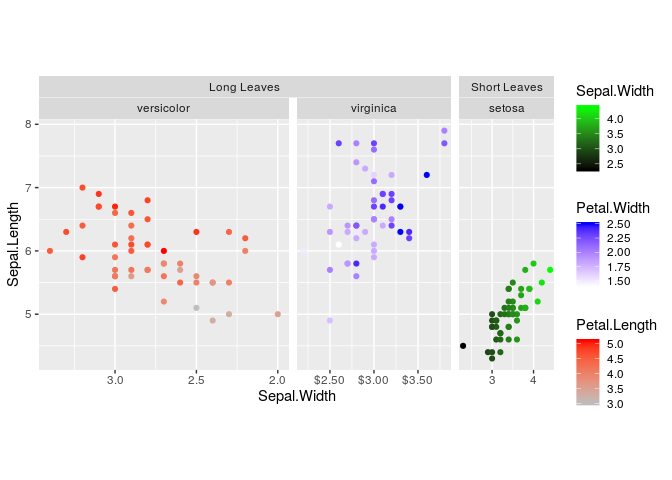 Long Leaves
Short Leaves
versicolor
virginica
setosa
8
7
6
5
Sepal.Length
3.0
2.5
2.0
$2.50
$3.00
$3.50
3
4
Sepal.Width
Sepal.Width
4.0
3.5
3.0
2.5
Petal.Width
2.50
2.25
2.00
1.75
1.50
Petal.Length
5.0
4.5
4.0
3.5
3.0